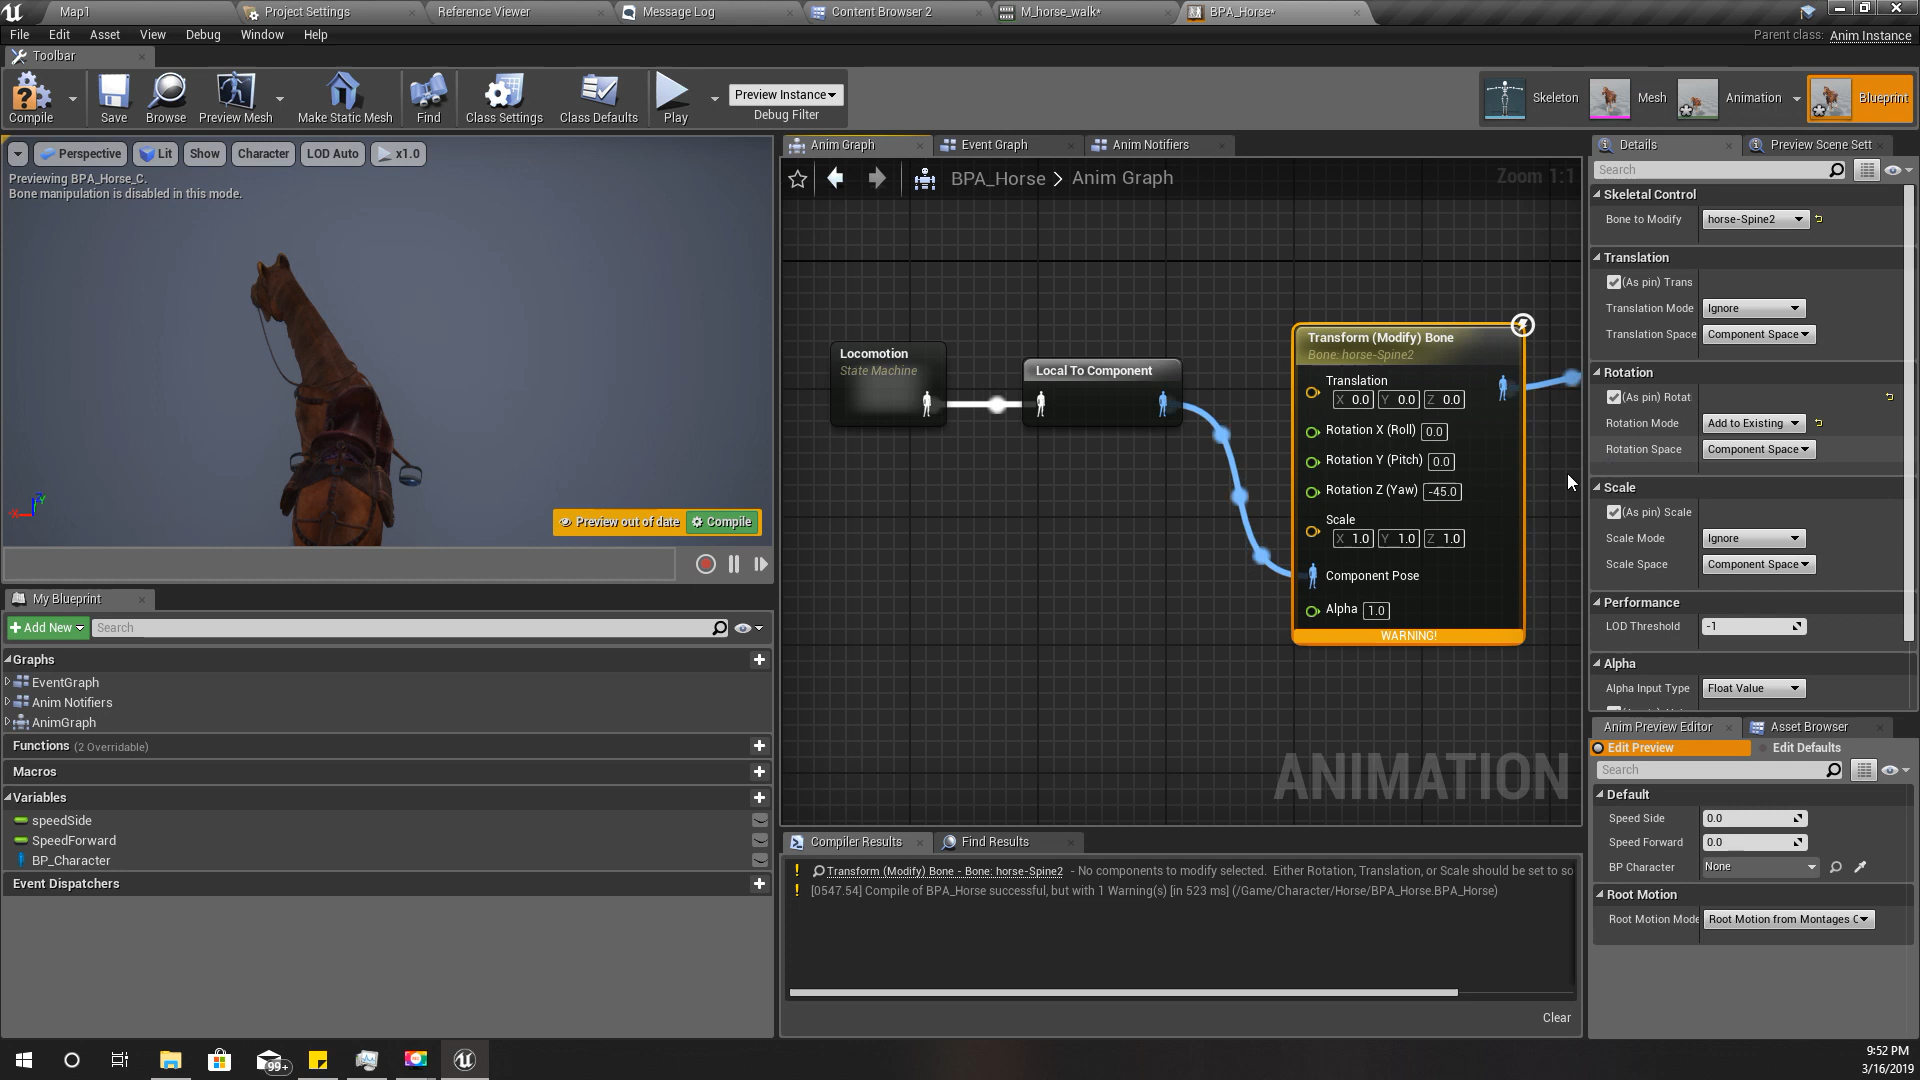 Map1
Project Settings
Reference Viewer
Message Log
Content Browser 2
M_horse_walk*
BPA_Horse*
File Edit Asset View Debug Window Help
Parent class: Anim Instance
Toolbar
Compile
Save
Browse
Preview Mesh
Make Static Mesh
Find
Class Settings
Class Defaults
Play
Preview Instance
Debug Filter
Skeleton
Mesh
Animation
Blueprint
Perspective
Lit
Show
Character
LOD Auto
x1.0
Previewing BPA_Horse_C.
Bone manipulation is disabled in this mode.
Preview out of date
Compile
My Blueprint
Add New
Search
Graphs
EventGraph
Anim Notifiers
AnimGraph
Functions (2 Overridable)
Macros
Variables
speedSide
SpeedForward
BP_Character
Event Dispatchers
Anim Graph
Event Graph
Anim Notifiers
BPA_Horse > Anim Graph
Zoom 1:1
Locomotion
State Machine
Local To Component
Transform (Modify) Bone
Bone: horse-Spine2
Translation
X 0.0 Y 0.0 Z 0.0
Rotation X (Roll) 0.0
Rotation Y (Pitch) 0.0
Rotation Z (Yaw) -45.0
Scale
X 1.0 Y 1.0 Z 1.0
Component Pose
Alpha 1.0
WARNING!
ANIMATION
Compiler Results
Find Results
! Transform (Modify) Bone - Bone: horse-Spine2 - No components to modify selected. Either Rotation, Translation, or Scale should be set to so
! [0547.54] Compile of BPA_Horse successful, but with 1 Warning(s) [in 523 ms] (/Game/Character/Horse/BPA_Horse.BPA_Horse)
Clear
Details
Preview Scene Sett
Search
Skeletal Control
Bone to Modify horse-Spine2
Translation
(As pin) Trans
Translation Mode Ignore
Translation Space Component Space
Rotation
(As pin) Rotat
Rotation Mode Add to Existing
Rotation Space Component Space
Scale
(As pin) Scale
Scale Mode Ignore
Scale Space Component Space
Performance
LOD Threshold -1
Alpha
Alpha Input Type Float Value
Anim Preview Editor
Asset Browser
Edit Preview
Edit Defaults
Search
Default
Speed Side 0.0
Speed Forward 0.0
BP Character None
Root Motion
Root Motion Mode Root Motion from Montages C
99+
9:52 PM
3/16/2019